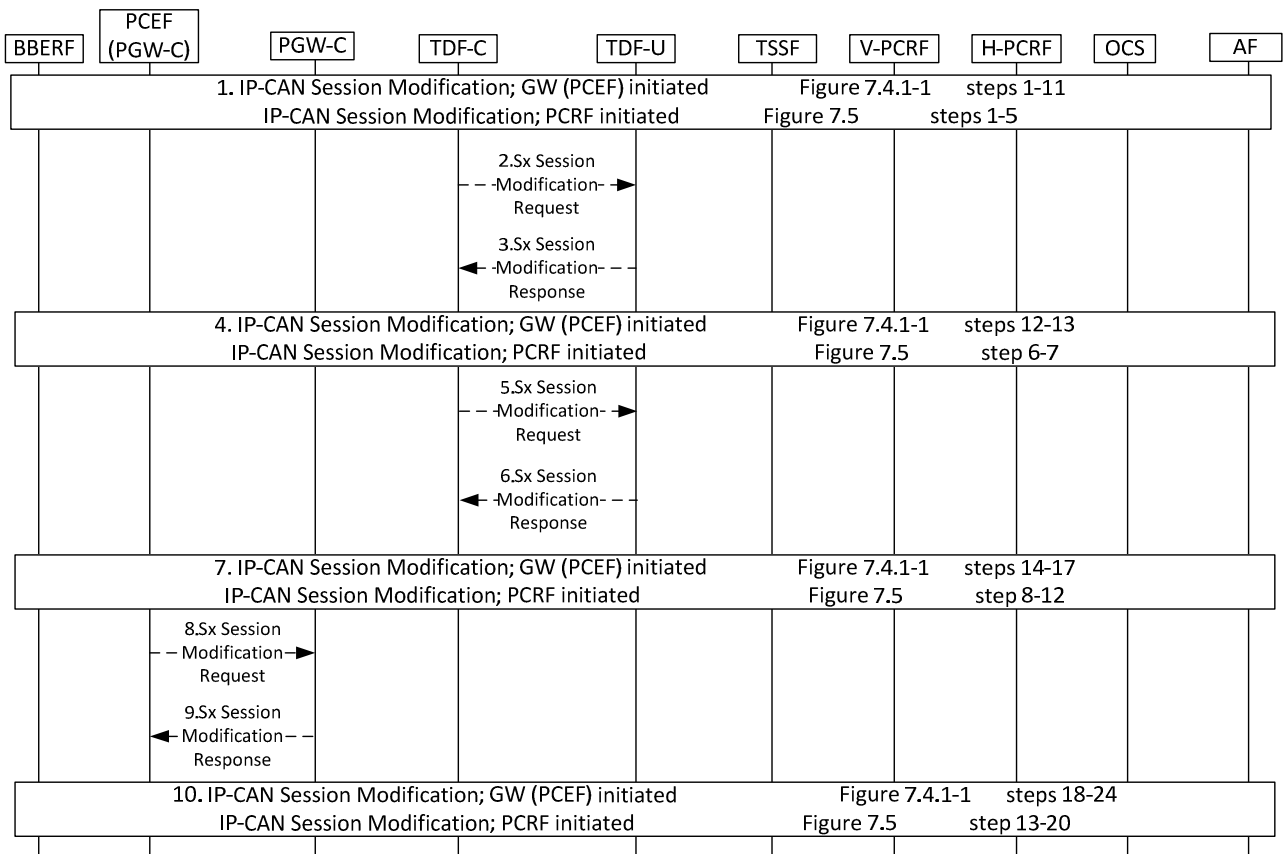 PCEF
(PGW-C)
BBERF
PGW-C
TDF-C
TDF-U
TSSF
V-PCRF
H-PCRF
OCS
AF
1. IP-CAN Session Modification; GW (PCEF) initiated Figure 7.4.1-1 steps 1-11
IP-CAN Session Modification; PCRF initiated Figure 7.5 steps 1-5
2.Sx Session
Modification
Request
3.Sx Session
Modification
Response
4. IP-CAN Session Modification; GW (PCEF) initiated Figure 7.4.1-1 steps 12-13
IP-CAN Session Modification; PCRF initiated Figure 7.5 step 6-7
5.Sx Session
Modification
Request
6.Sx Session
Modification
Response
7. IP-CAN Session Modification; GW (PCEF) initiated Figure 7.4.1-1 steps 14-17
IP-CAN Session Modification; PCRF initiated Figure 7.5 step 8-12
8.Sx Session
Modification
Request
9.Sx Session
Modification
Response
10. IP-CAN Session Modification; GW (PCEF) initiated Figure 7.4.1-1 steps 18-24
IP-CAN Session Modification; PCRF initiated Figure 7.5 step 13-20